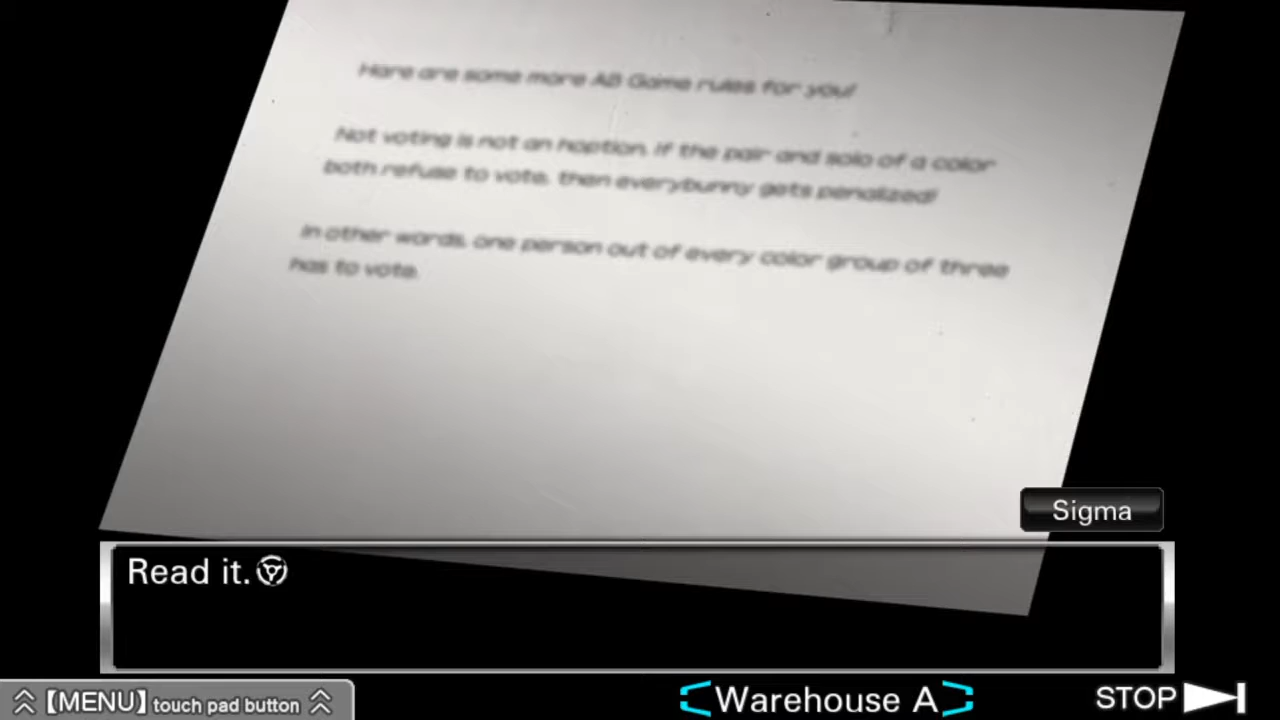 Here are some more AB Game rules for you!
Not voting is not an hoption. If the pair and solo of a color
both refuse to vote, then everybunny gets penalized!
In other words, one person out of every color group of three
has to vote.
Sigma
Read it.
【MENU】touch pad button
Warehouse A
STOP